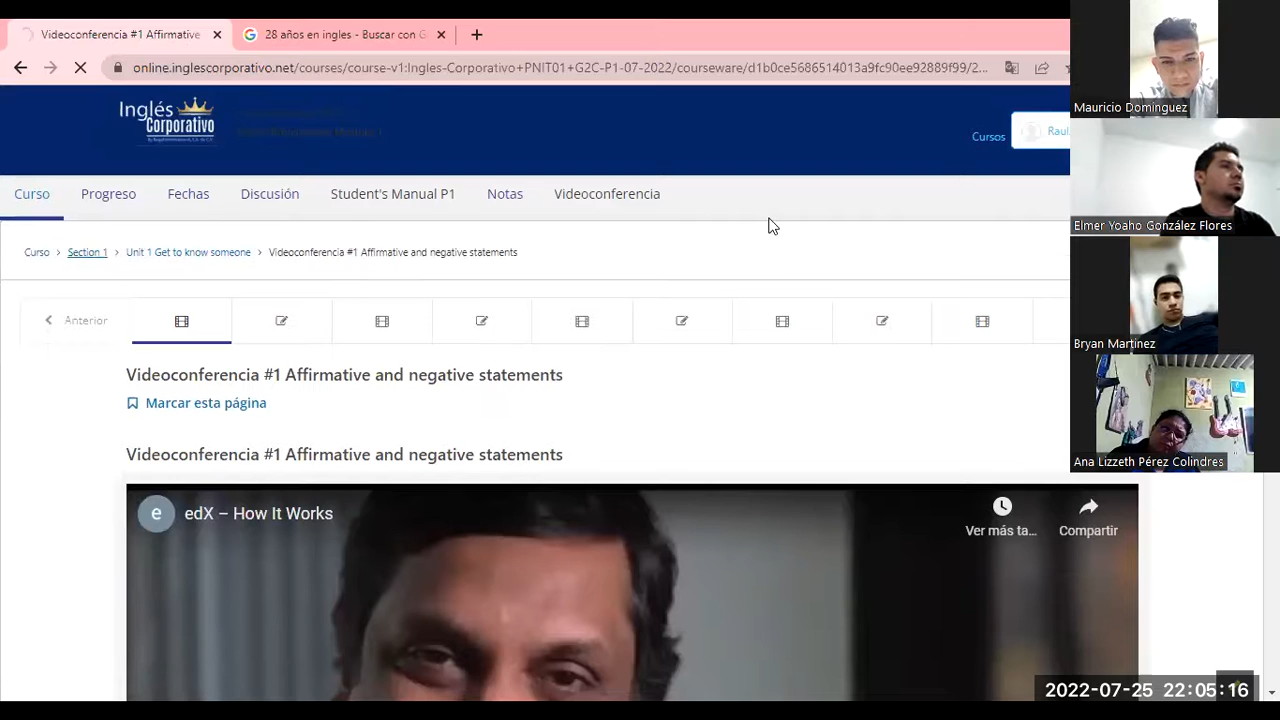 Videoconferencia #1 Affirmative
28 años en ingles - Buscar con G
online.inglescorporativo.net/courses/course-v1:Ingles-Corporativo+PNIT01+G2C-P1-07-2022/courseware/d1b0ce5686514013a9fc90ee92889f99/2...
Inglés
Corporativo
Cursos
Raul
Curso
Progreso
Fechas
Discusión
Student's Manual P1
Notas
Videoconferencia
Curso > Section 1 > Unit 1 Get to know someone > Videoconferencia #1 Affirmative and negative statements
Anterior
Videoconferencia #1 Affirmative and negative statements
Marcar esta página
Videoconferencia #1 Affirmative and negative statements
e
edX – How It Works
Ver más ta...
Compartir
Mauricio Dominguez
Elmer Yoaho González Flores
Bryan Martinez
Ana Lizzeth Pérez Colindres
2022-07-25 22:05:16